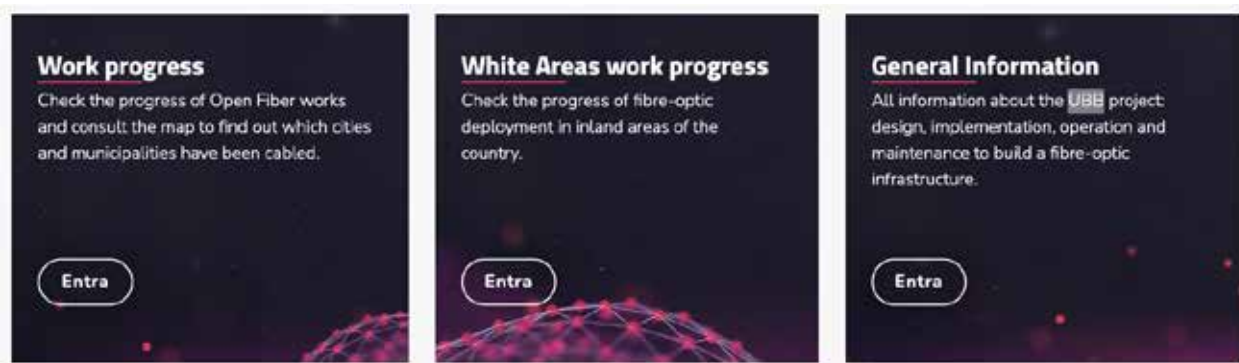 Work progress
Check the progress of Open Fiber works
and consult the map to find out which cities
and municipalities have been cabled.
Entra
White Areas work progress
Check the progress of fibre-optic
deployment in inland areas of the
country.
Entra
General Information
All information about the UBB project:
design, implementation, operation and
maintenance to build a fibre-optic
infrastructure.
Entra